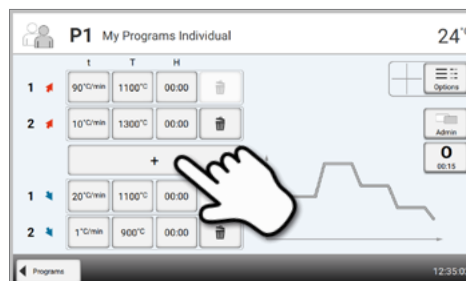 P1 My Programs Individual 24°
t T H
1 90°C/min 1100°C 00:00 Options
2 10°C/min 1300°C 00:00 Admin
+ 0
00:15
1 20°C/min 1100°C 00:00
2 1°C/min 900°C 00:00
Programs 12:35:0